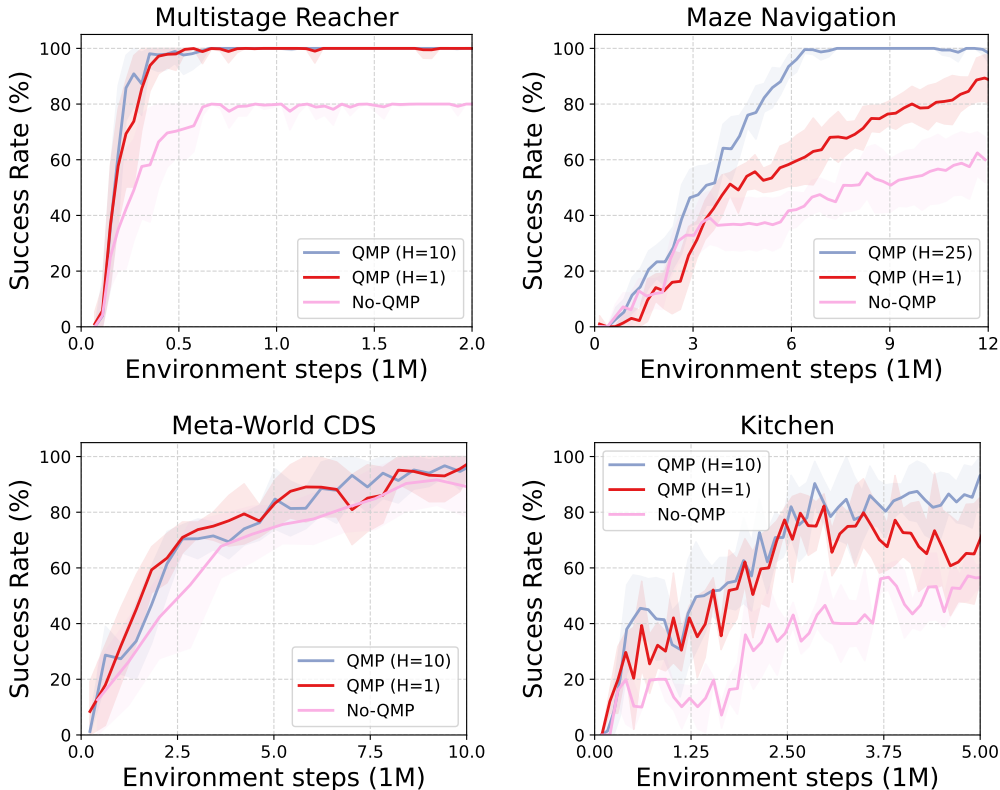 Multistage Reacher
Success Rate (%)
100
80
60
40
20
0
QMP (H=10)
QMP (H=1)
No-QMP
0.0 0.5 1.0 1.5 2.0
Environment steps (1M)
Maze Navigation
Success Rate (%)
100
80
60
40
20
0
QMP (H=25)
QMP (H=1)
No-QMP
0 3 6 9 12
Environment steps (1M)
Meta-World CDS
Success Rate (%)
100
80
60
40
20
0
QMP (H=10)
QMP (H=1)
No-QMP
0.0 2.5 5.0 7.5 10.0
Environment steps (1M)
Kitchen
Success Rate (%)
100
80
60
40
20
0
QMP (H=10)
QMP (H=1)
No-QMP
0.00 1.25 2.50 3.75 5.00
Environment steps (1M)